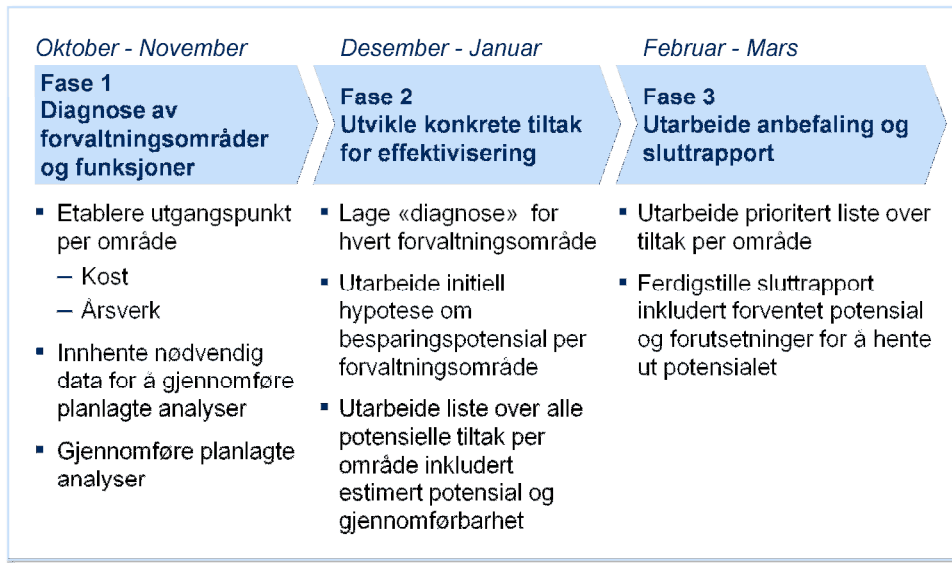 Oktober - November
Fase 1
Diagnose av
forvaltningsområder
og funksjoner
▪ Etablere utgangspunkt
per område
– Kost
– Årsverk
▪ Innhente nødvendig
data for å gjennomføre
planlagte analyser
▪ Gjennomføre planlagte
analyser
Desember - Januar
Fase 2
Utvikle konkrete tiltak
for effektivisering
▪ Lage «diagnose» for
hvert forvaltningsområde
▪ Utarbeide initiell
hypotese om
besparingspotensial per
forvaltningsområde
▪ Utarbeide liste over alle
potensielle tiltak per
område inkludert
estimert potensial og
gjennomførbarhet
Februar - Mars
Fase 3
Utarbeide anbefaling og
sluttrapport
▪ Utarbeide prioritert liste over
tiltak per område
▪ Ferdigstille sluttrapport
inkludert forventet potensial
og forutsetninger for å hente
ut potensialet